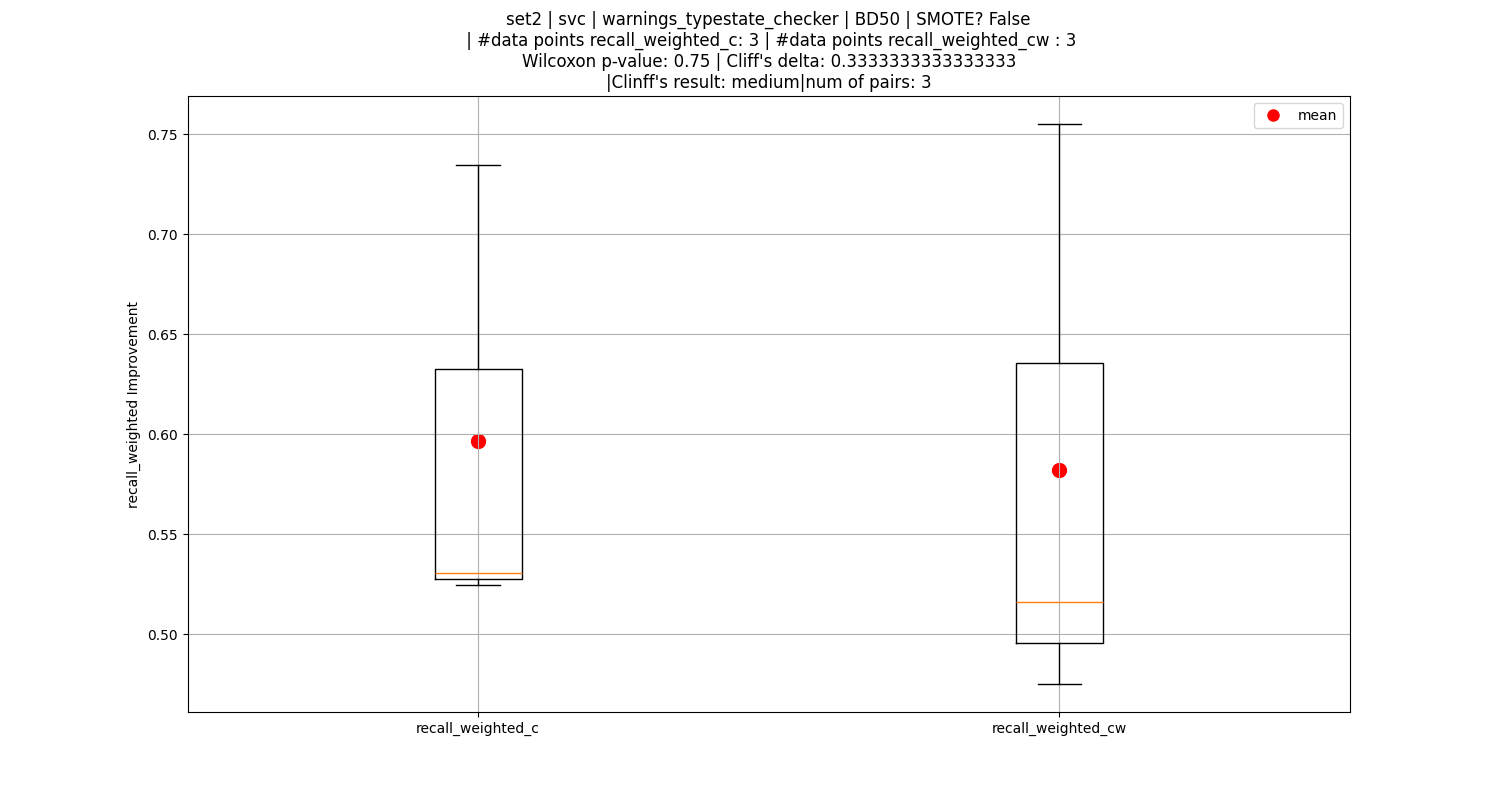 set2 | svc | warnings_typestate_checker | BD50 | SMOTE? False
| #data points recall_weighted_c: 3 | #data points recall_weighted_cw : 3
Wilcoxon p-value: 0.75 | Cliff's delta: 0.3333333333333333
|Clinff's result: medium|num of pairs: 3
mean
0.75
0.70
0.65
0.60
0.55
0.50
recall_weighted Improvement
recall_weighted_c
recall_weighted_cw